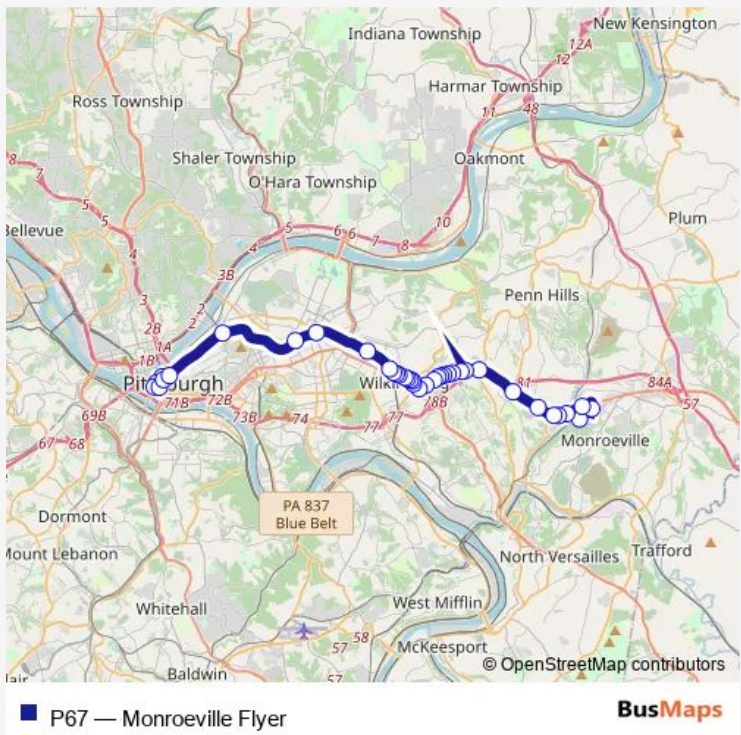 New Kensington
Indiana Township
12A
12
Harmar Township
Ross Township
11
48
Shaler Township
Oakmont
8
7
O'Hara Township
5
5
10
5
6
6
7
8
Bellevue
4
4
Plum
3B
3
2
2
Penn Hills
2B
1A
1B
Pittsburgh
81
84A
71B
72B
78B
57
69B
73B
74
77
77
67
68
Monroeville
PA 837
Blue Belt
Dormont
Mount Lebanon
North Versailles
Trafford
Whitehall
West Mifflin
58
57
McKeesport
57
Baldwin
© OpenStreetMap contributors
P67 — Monroeville Flyer
BusMaps